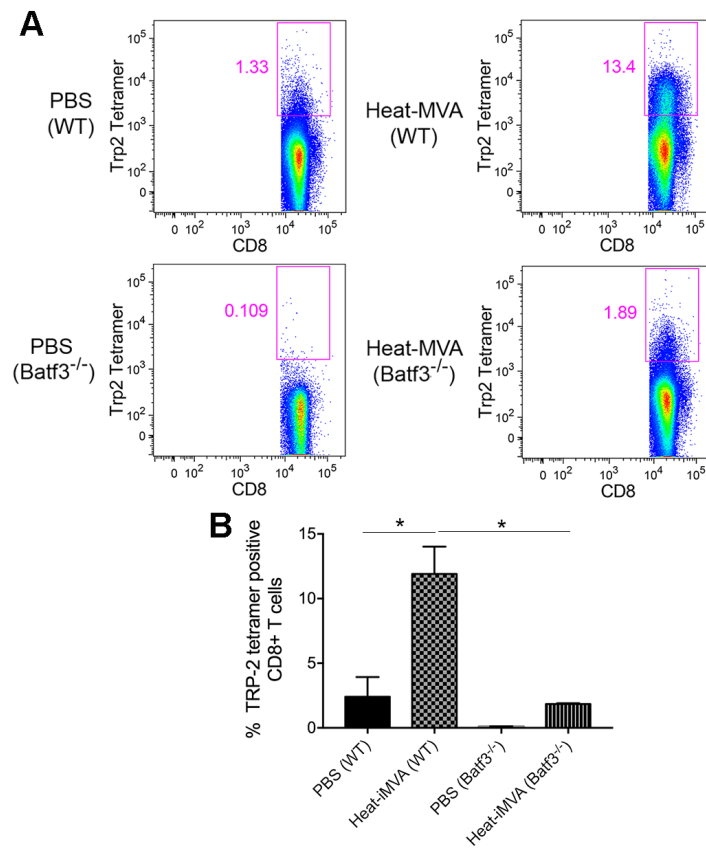 A
PBS
(WT)
Trp2 Tetramer
10^5
10^4
10^3
10^2
0
1.33
0 10^2 10^3 10^4 10^5
CD8
Heat-MVA
(WT)
Trp2 Tetramer
10^5
10^4
10^3
10^2
0
13.4
0 10^2 10^3 10^4 10^5
CD8
PBS
(Batf3^-/-)
Trp2 Tetramer
10^5
10^4
10^3
10^2
0
0.109
0 10^2 10^3 10^4 10^5
CD8
Heat-MVA
(Batf3^-/-)
Trp2 Tetramer
10^5
10^4
10^3
10^2
0
1.89
0 10^2 10^3 10^4 10^5
CD8
B
% TRP-2 tetramer positive
CD8+ T cells
15
10
5
0
* *
PBS (WT)
Heat-iMVA (WT)
PBS (Batf3^-/-)
Heat-iMVA (Batf3^-/-)